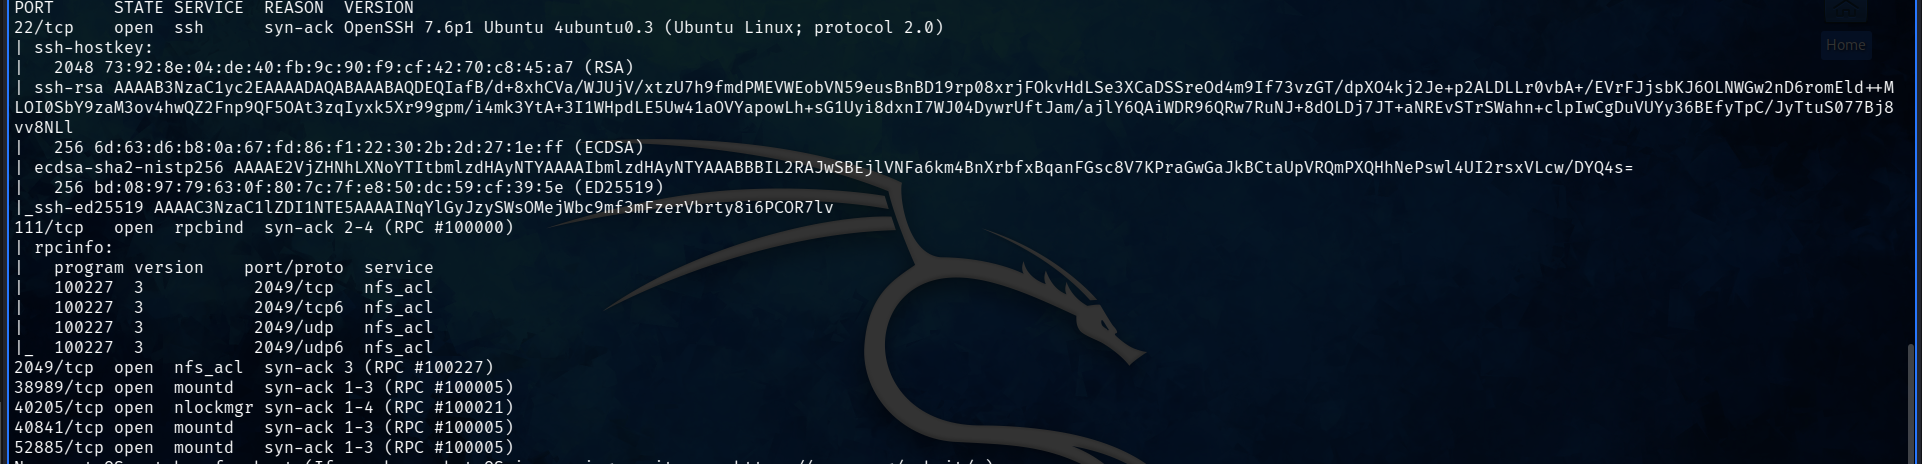 PORT      STATE SERVICE  REASON  VERSION
22/tcp    open  ssh      syn-ack OpenSSH 7.6p1 Ubuntu 4ubuntu0.3 (Ubuntu Linux; protocol 2.0)
| ssh-hostkey:
|   2048 73:92:8e:04:de:40:fb:9c:90:f9:cf:42:70:c8:45:a7 (RSA)
| ssh-rsa AAAAB3NzaC1yc2EAAAADAQABAAABAQDEQIafB/d+8xhCVa/WJUjV/xtzU7h9fmdPMEVWEobVN59eusBnBD19rp08xrjFOkvHdLSe3XCaDSSreOd4m9If73vzGT/dpXO4kj2Je+p2ALDLLr0vbA+/EVrFJjsbKJ6OLNWGw2nD6romEld++M
LOI0SbY9zaM3ov4hwQZ2Fnp9QF5OAt3zqIyxk5Xr99gpm/i4mk3YtA+3I1WHpdLE5Uw41aOVYapowLh+sG1Uyi8dxnI7WJ04DywrUftJam/ajlY6QAiWDR96QRw7RuNJ+8dOLDj7JT+aNREvSTrSWahn+clpIwCgDuVUYy36BEfyTpC/JyTtuS077Bj8
vv8NLl
|   256 6d:63:d6:b8:0a:67:fd:86:f1:22:30:2b:2d:27:1e:ff (ECDSA)
| ecdsa-sha2-nistp256 AAAAE2VjZHNhLXNoYTItbmlzdHAyNTYAAAAIbmlzdHAyNTYAAABBBBIL2RAJwSBEjlVNFa6km4BnXrbfxBqanFGsc8V7KPraGwGaJkBCtaUpVRQmPXQHhNePswl4UI2rsxVLcw/DYQ4s=
|   256 bd:08:97:79:63:0f:80:7c:7f:e8:50:dc:59:cf:39:5e (ED25519)
|_ssh-ed25519 AAAAC3NzaC1lZDI1NTE5AAAAINqYlGyJzySWsOMejWbc9mf3mFzerVbrty8i6PCOR7lv
111/tcp   open  rpcbind  syn-ack 2-4 (RPC #100000)
| rpcinfo:
|   program version    port/proto  service
|   100227  3           2049/tcp   nfs_acl
|   100227  3           2049/tcp6  nfs_acl
|   100227  3           2049/udp   nfs_acl
|_  100227  3           2049/udp6  nfs_acl
2049/tcp  open  nfs_acl  syn-ack 3 (RPC #100227)
38989/tcp open  mountd   syn-ack 1-3 (RPC #100005)
40205/tcp open  nlockmgr syn-ack 1-4 (RPC #100021)
40841/tcp open  mountd   syn-ack 1-3 (RPC #100005)
52885/tcp open  mountd   syn-ack 1-3 (RPC #100005)
Home